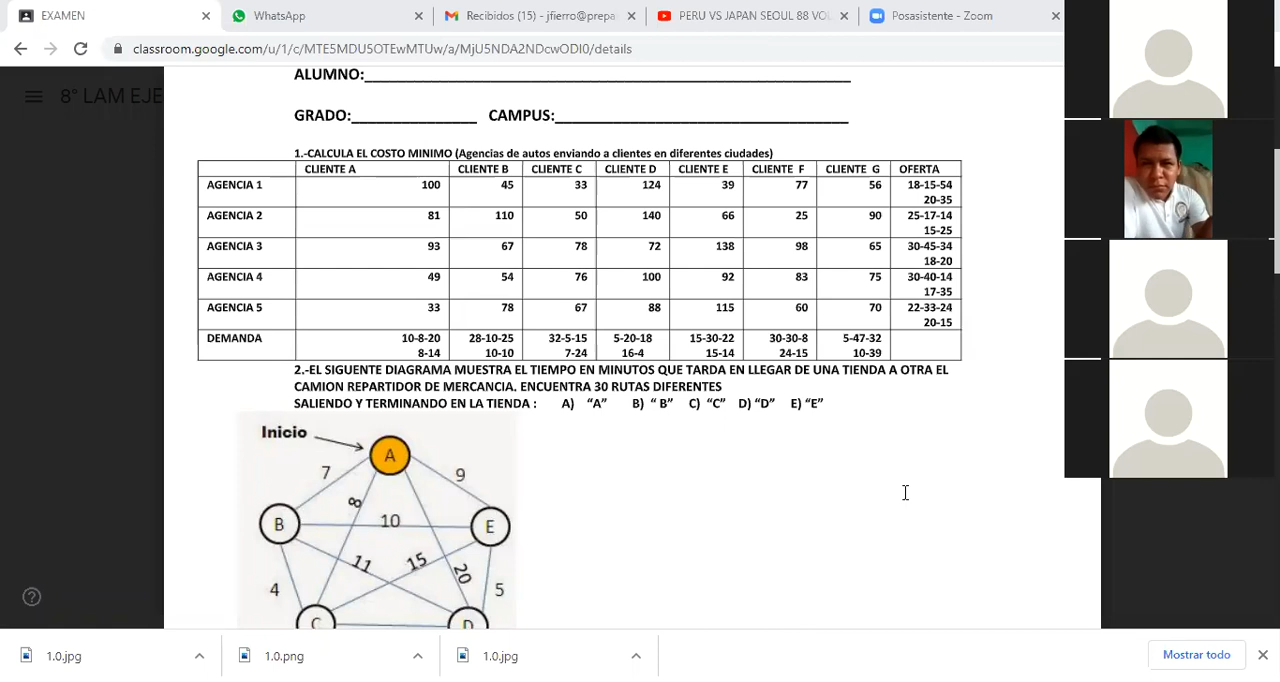 EXAMEN
WhatsApp
Recibidos (15) - jfierro@prepa
PERU VS JAPAN SEOUL 88 VOL
Posasistente - Zoom
classroom.google.com/u/1/c/MTE5MDU5OTEwMTUw/a/MjU5NDA2NDcwODI0/details
8° LAM EJE
ALUMNO:
GRADO: CAMPUS:
1.-CALCULA EL COSTO MINIMO (Agencias de autos enviando a clientes en diferentes ciudades)
CLIENTE A CLIENTE B CLIENTE C CLIENTE D CLIENTE E CLIENTE F CLIENTE G OFERTA
AGENCIA 1 100 45 33 124 39 77 56 18-15-54
20-35
AGENCIA 2 81 110 50 140 66 25 90 25-17-14
15-25
AGENCIA 3 93 67 78 72 138 98 65 30-45-34
18-20
AGENCIA 4 49 54 76 100 92 83 75 30-40-14
17-35
AGENCIA 5 33 78 67 88 115 60 70 22-33-24
20-15
DEMANDA 10-8-20 28-10-25 32-5-15 5-20-18 15-30-22 30-30-8 5-47-32
8-14 10-10 7-24 16-4 15-14 24-15 10-39
2.-EL SIGUENTE DIAGRAMA MUESTRA EL TIEMPO EN MINUTOS QUE TARDA EN LLEGAR DE UNA TIENDA A OTRA EL
CAMION REPARTIDOR DE MERCANCIA. ENCUENTRA 30 RUTAS DIFERENTES
SALIENDO Y TERMINANDO EN LA TIENDA : A) “A” B) “ B” C) “C” D) “D” E) “E”
Inicio
A
7
9
8
B
10
E
11
15
20
4
5
C
D
1.0.jpg
1.0.png
1.0.jpg
Mostrar todo